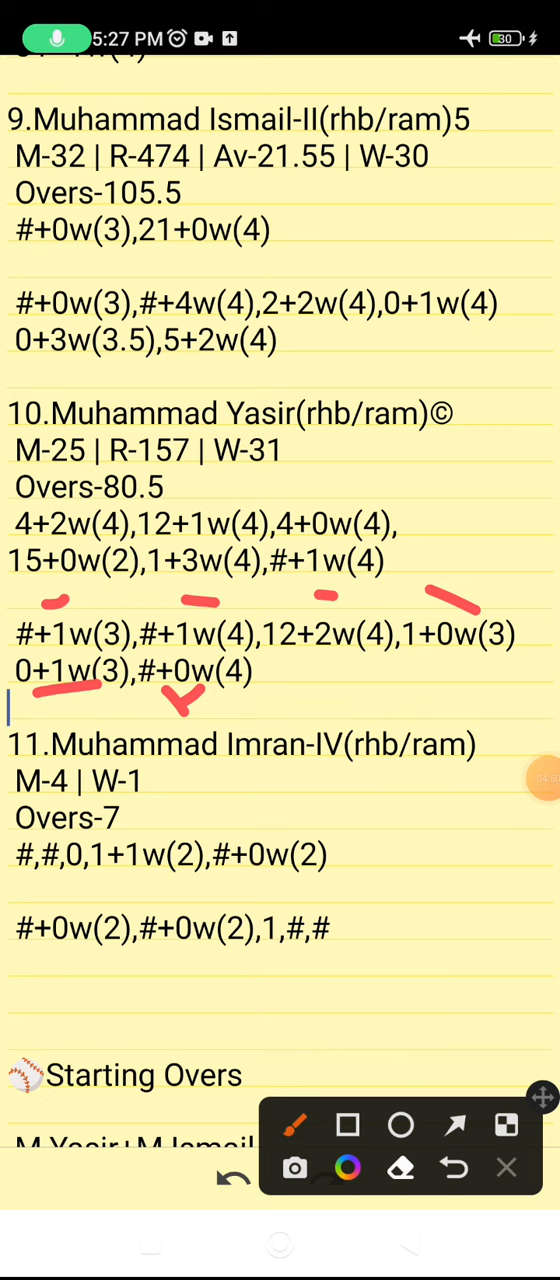 5:27 PM
30
9.Muhammad Ismail-II(rhb/ram)5
M-32 | R-474 | Av-21.55 | W-30
Overs-105.5
#+0w(3),21+0w(4)
#+0w(3),#+4w(4),2+2w(4),0+1w(4)
0+3w(3.5),5+2w(4)
10.Muhammad Yasir(rhb/ram)©
M-25 | R-157 | W-31
Overs-80.5
4+2w(4),12+1w(4),4+0w(4),
15+0w(2),1+3w(4),#+1w(4)
#+1w(3),#+1w(4),12+2w(4),1+0w(3)
0+1w(3),#+0w(4)
11.Muhammad Imran-IV(rhb/ram)
M-4 | W-1
Overs-7
04:50
#,#,0,1+1w(2),#+0w(2)
#+0w(2),#+0w(2),1,#,#
Starting Overs
M Yasir+M Ismail